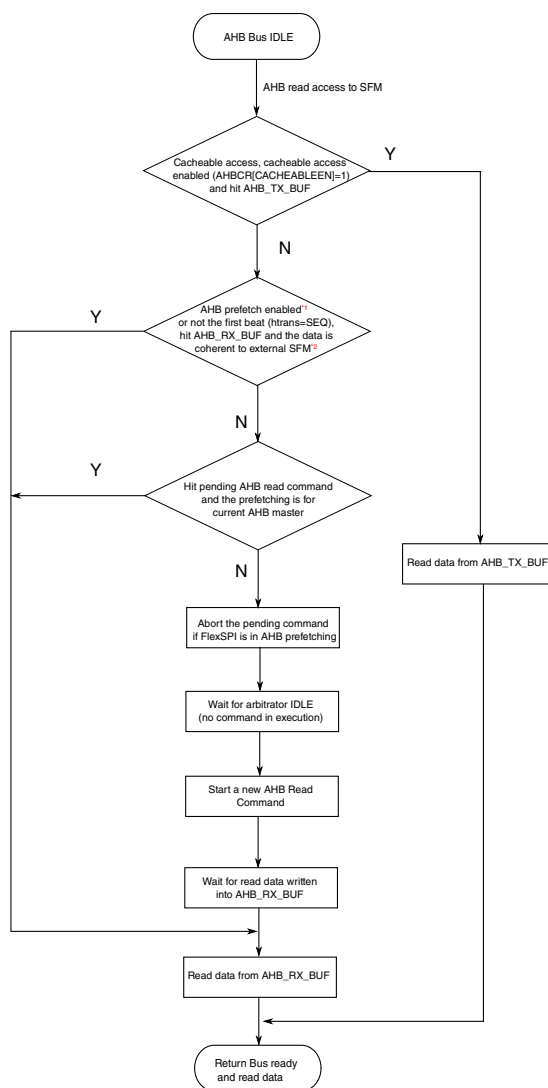 AHB Bus IDLE
AHB read access to SFM
Cacheable access, cacheable access
enabled (AHBCR[CACHEABLEEN]=1)
and hit AHB_TX_BUF
Y
N
AHB prefetch enabled*1
or not the first beat (htrans=SEQ),
hit AHB_RX_BUF and the data is
coherent to external SFM*2
Y
N
Hit pending AHB read command
and the prefetching is for
current AHB master
Y
N
Read data from AHB_TX_BUF
Abort the pending command
if FlexSPI is in AHB prefetching
Wait for arbitrator IDLE
(no command in execution)
Start a new AHB Read
Command
Wait for read data written
into AHB_RX_BUF
Read data from AHB_RX_BUF
Return Bus ready
and read data